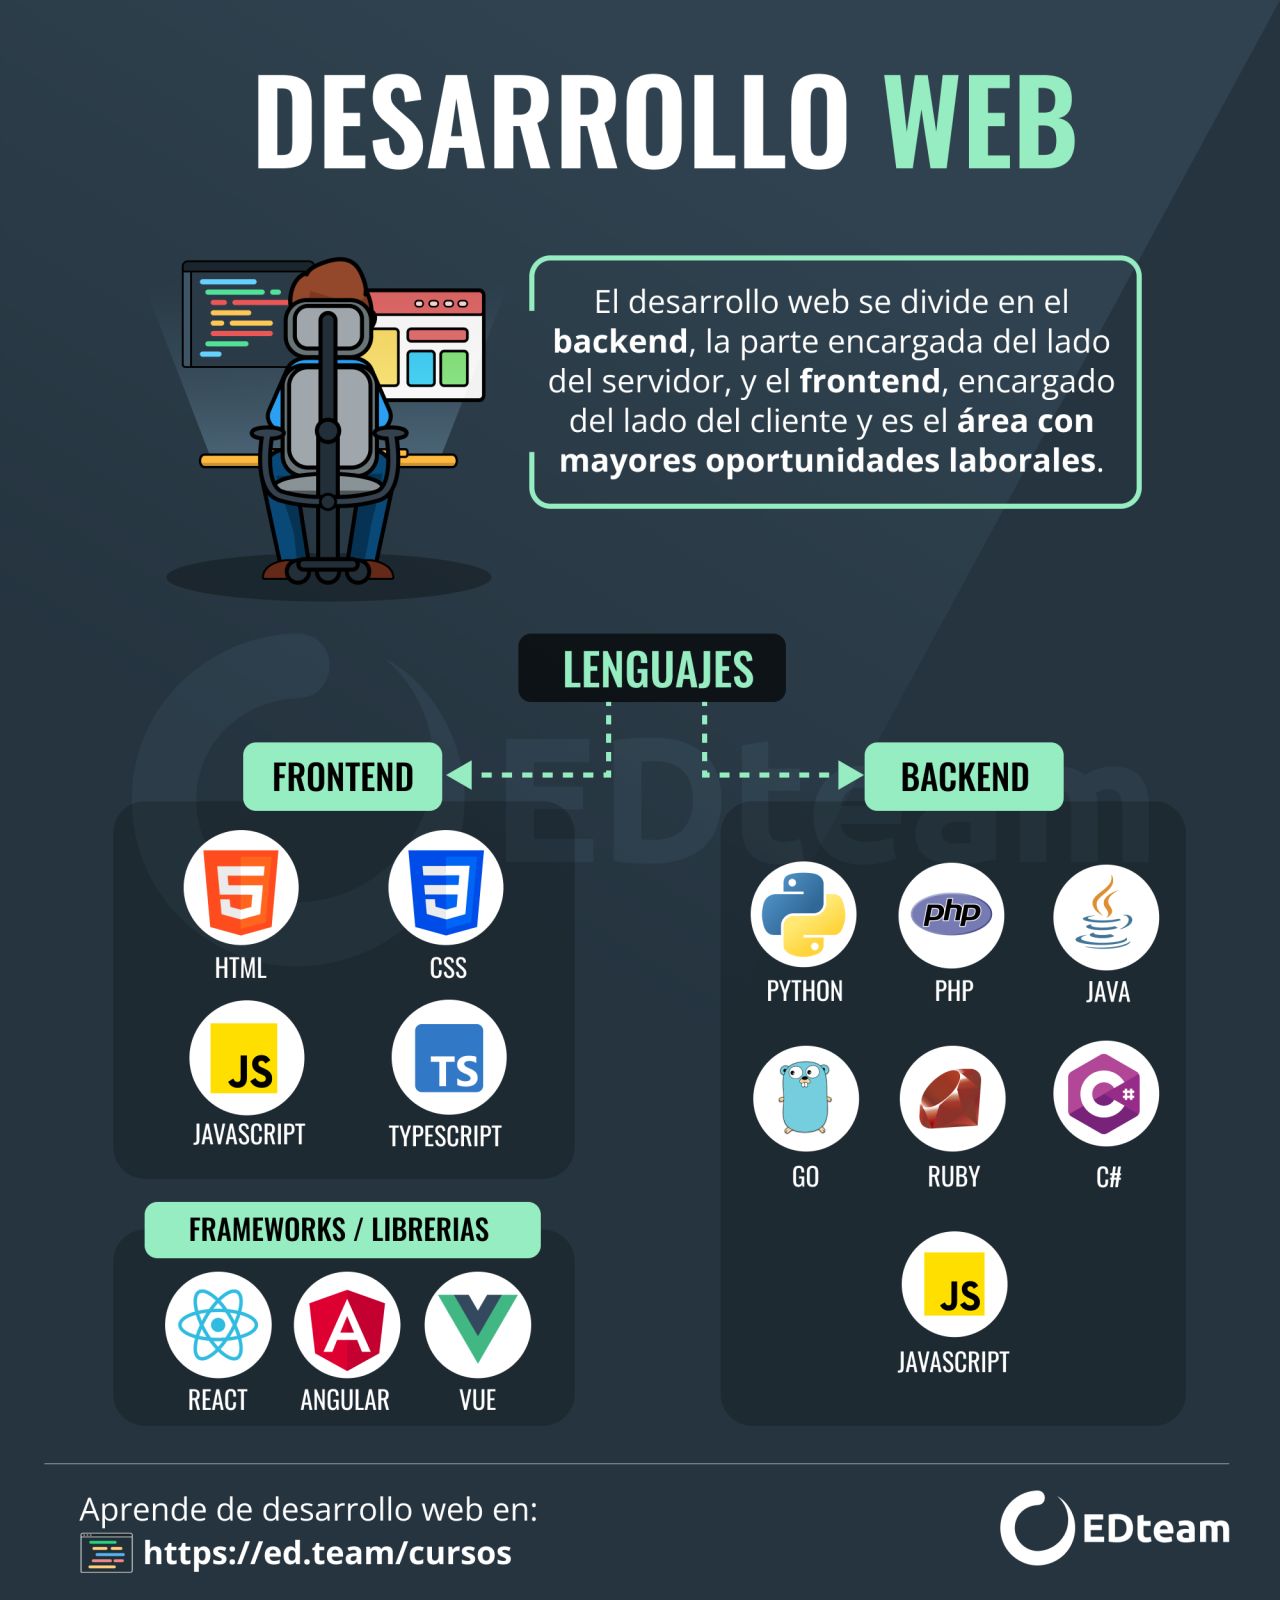 DESARROLLO WEB
El desarrollo web se divide en el
backend, la parte encargada del lado
del servidor, y el frontend, encargado
del lado del cliente y es el área con
mayores oportunidades laborales.
LENGUAJES
FRONTEND
HTML
CSS
JS
TS
JAVASCRIPT
TYPESCRIPT
FRAMEWORKS / LIBRERIAS
A
REACT
ANGULAR
VUE
BACKEND
php
PYTHON
PHP
JAVA
C#
GO
RUBY
C#
JS
JAVASCRIPT
EDteam
Aprende de desarrollo web en:
https://ed.team/cursos
EDteam